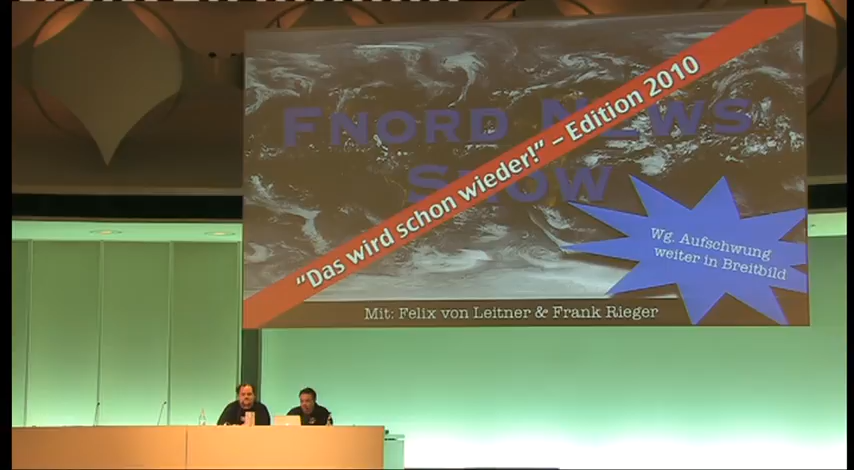 Fnord News
Show
"Das wird schon wieder!" – Edition 2010
Wg. Aufschwung
weiter in Breitbild
Mit: Felix von Leitner & Frank Rieger